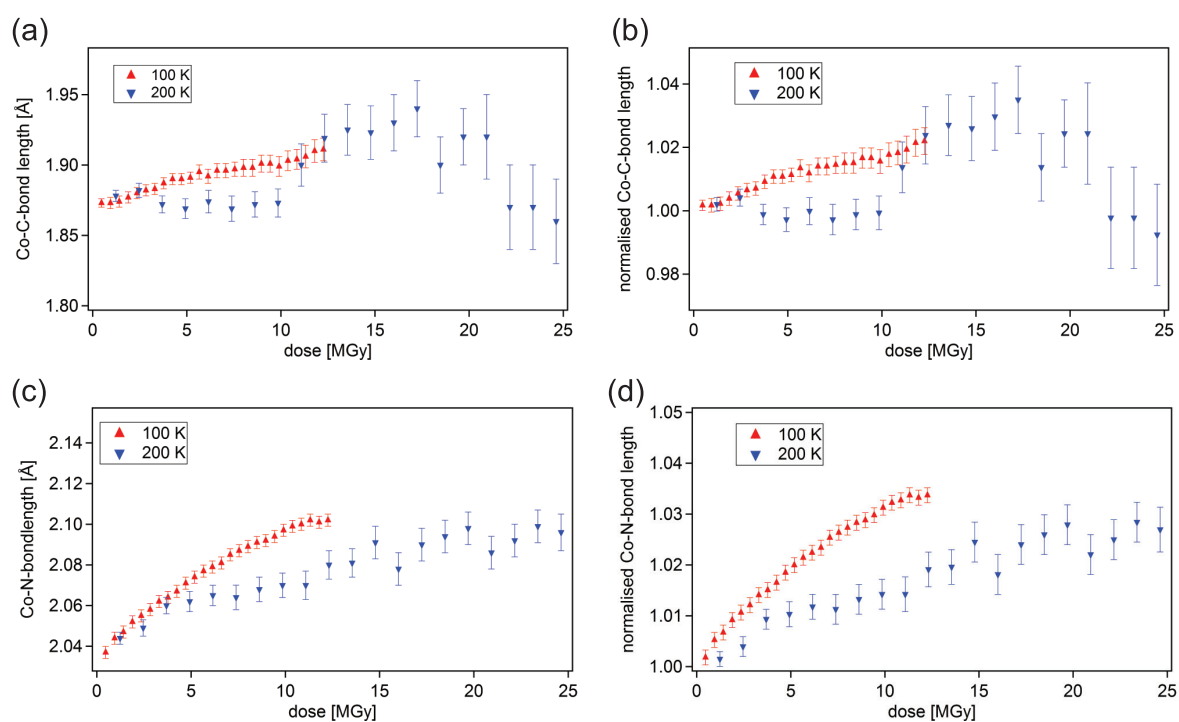 (a)
Co-C-bond length [Å]
1.95
1.90
1.85
1.80
100 K
200 K
0 5 10 15 20 25
dose [MGy]
(b)
normalised Co-C-bond length
1.04
1.02
1.00
0.98
100 K
200 K
0 5 10 15 20 25
dose [MGy]
(c)
Co-N-bondlength [Å]
2.14
2.10
2.08
2.06
2.04
100 K
200 K
0 5 10 15 20 25
dose [MGy]
(d)
normalised Co-N-bond length
1.05
1.04
1.03
1.02
1.01
1.00
100 K
200 K
0 5 10 15 20 25
dose [MGy]